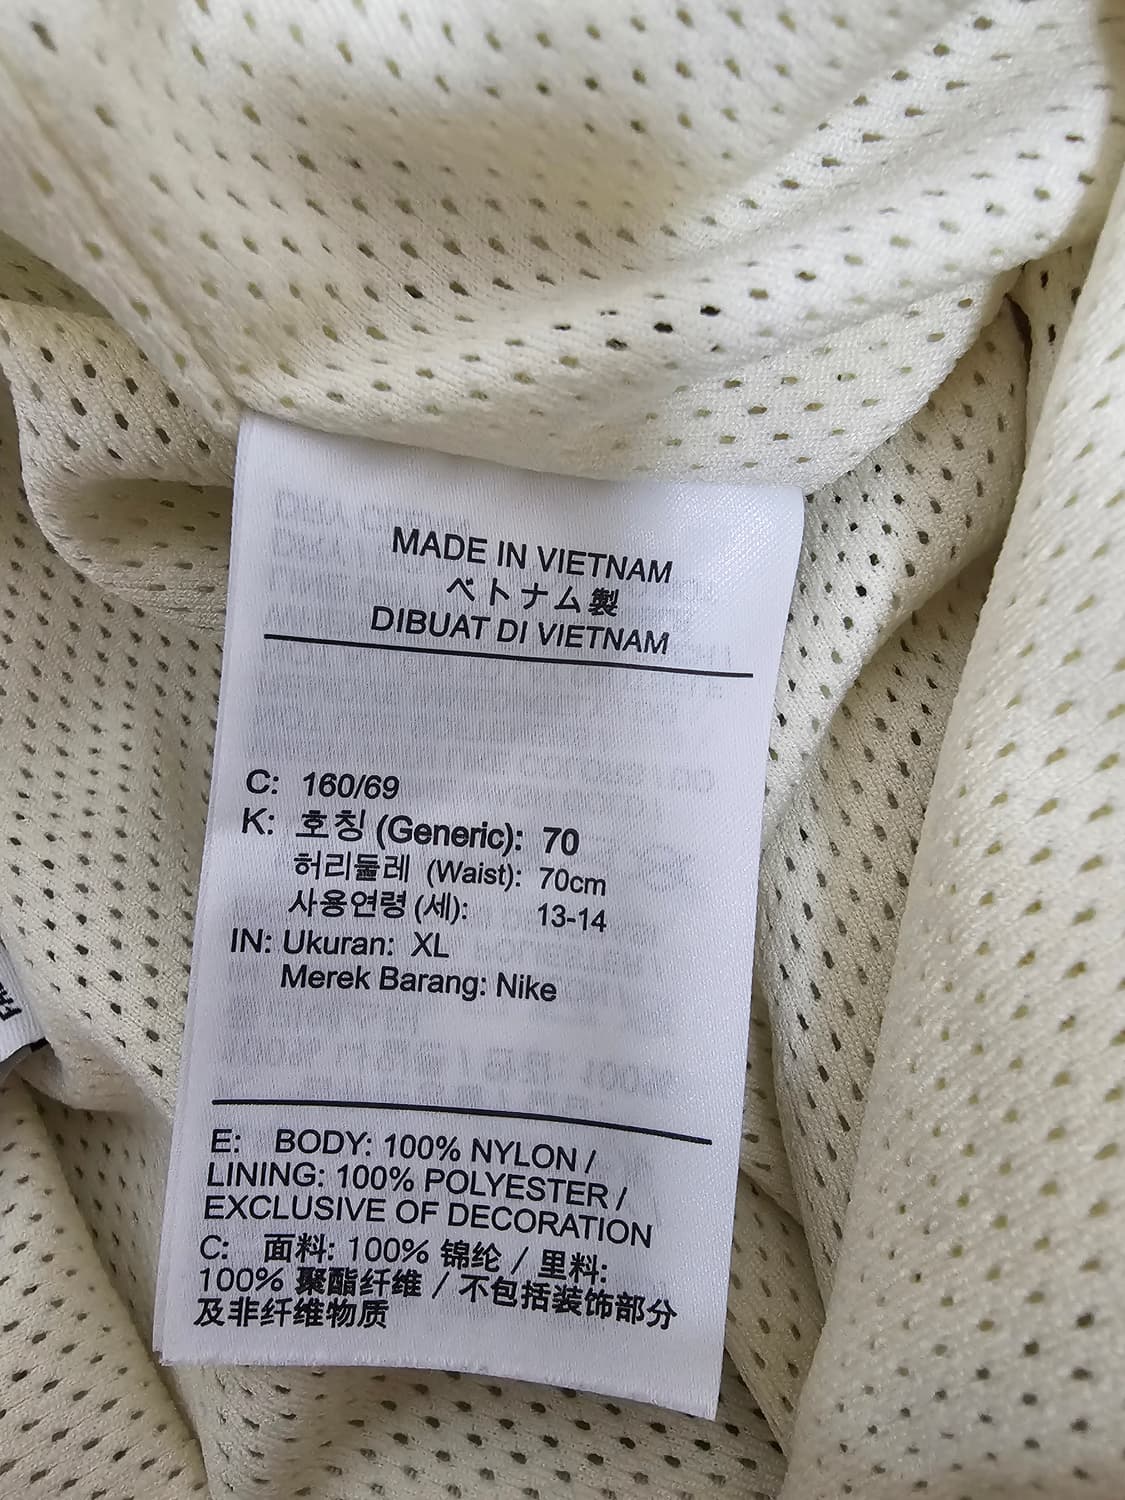 MADE IN VIETNAM
ベトナム製
DIBUAT DI VIETNAM
C: 160/69
K: 호칭 (Generic): 70
허리둘레 (Waist): 70cm
사용연령 (세): 13-14
IN: Ukuran: XL
Merek Barang: Nike
E: BODY: 100% NYLON /
LINING: 100% POLYESTER /
EXCLUSIVE OF DECORATION
C: 面料: 100% 锦纶 / 里料:
100% 聚酯纤维 / 不包括装饰部分
及非纤维物质